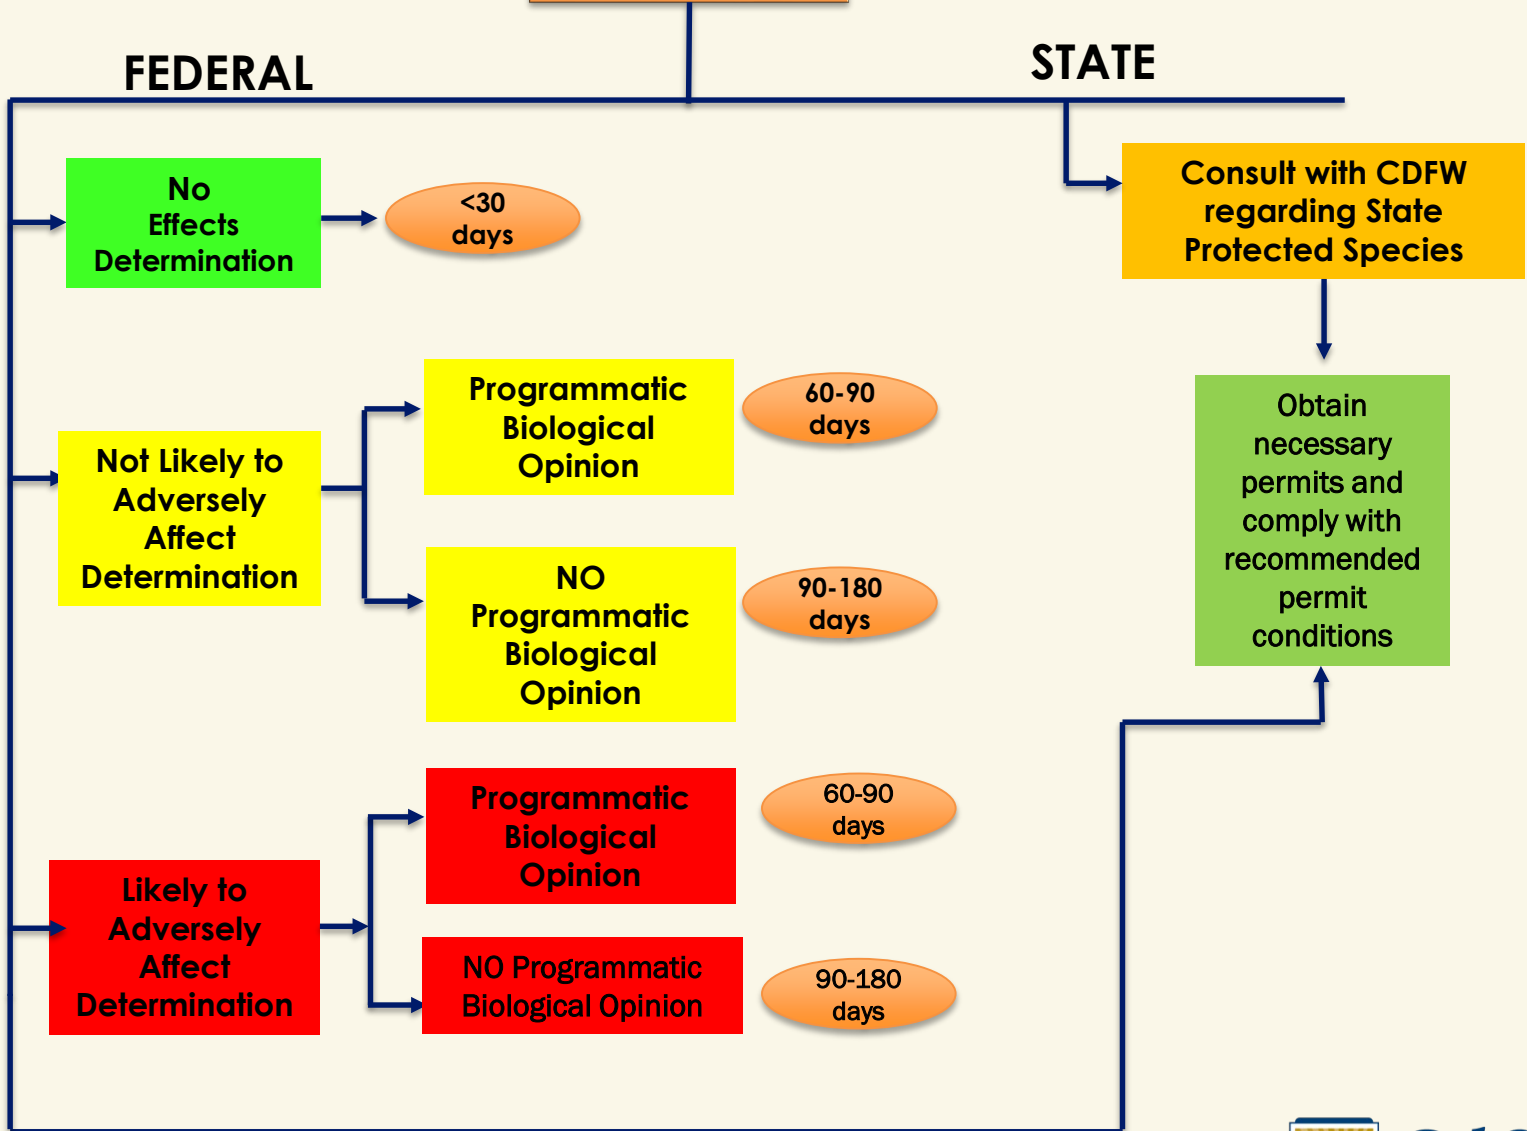 FEDERAL
STATE
No
Effects
Determination
<30
days
Consult with CDFW
regarding State
Protected Species
Programmatic
Biological
Opinion
60-90
days
Not Likely to
Adversely
Affect
Determination
NO
Programmatic
Biological
Opinion
90-180
days
Obtain
necessary
permits and
comply with
recommended
permit
conditions
Programmatic
Biological
Opinion
60-90
days
Likely to
Adversely
Affect
Determination
NO Programmatic
Biological Opinion
90-180
days